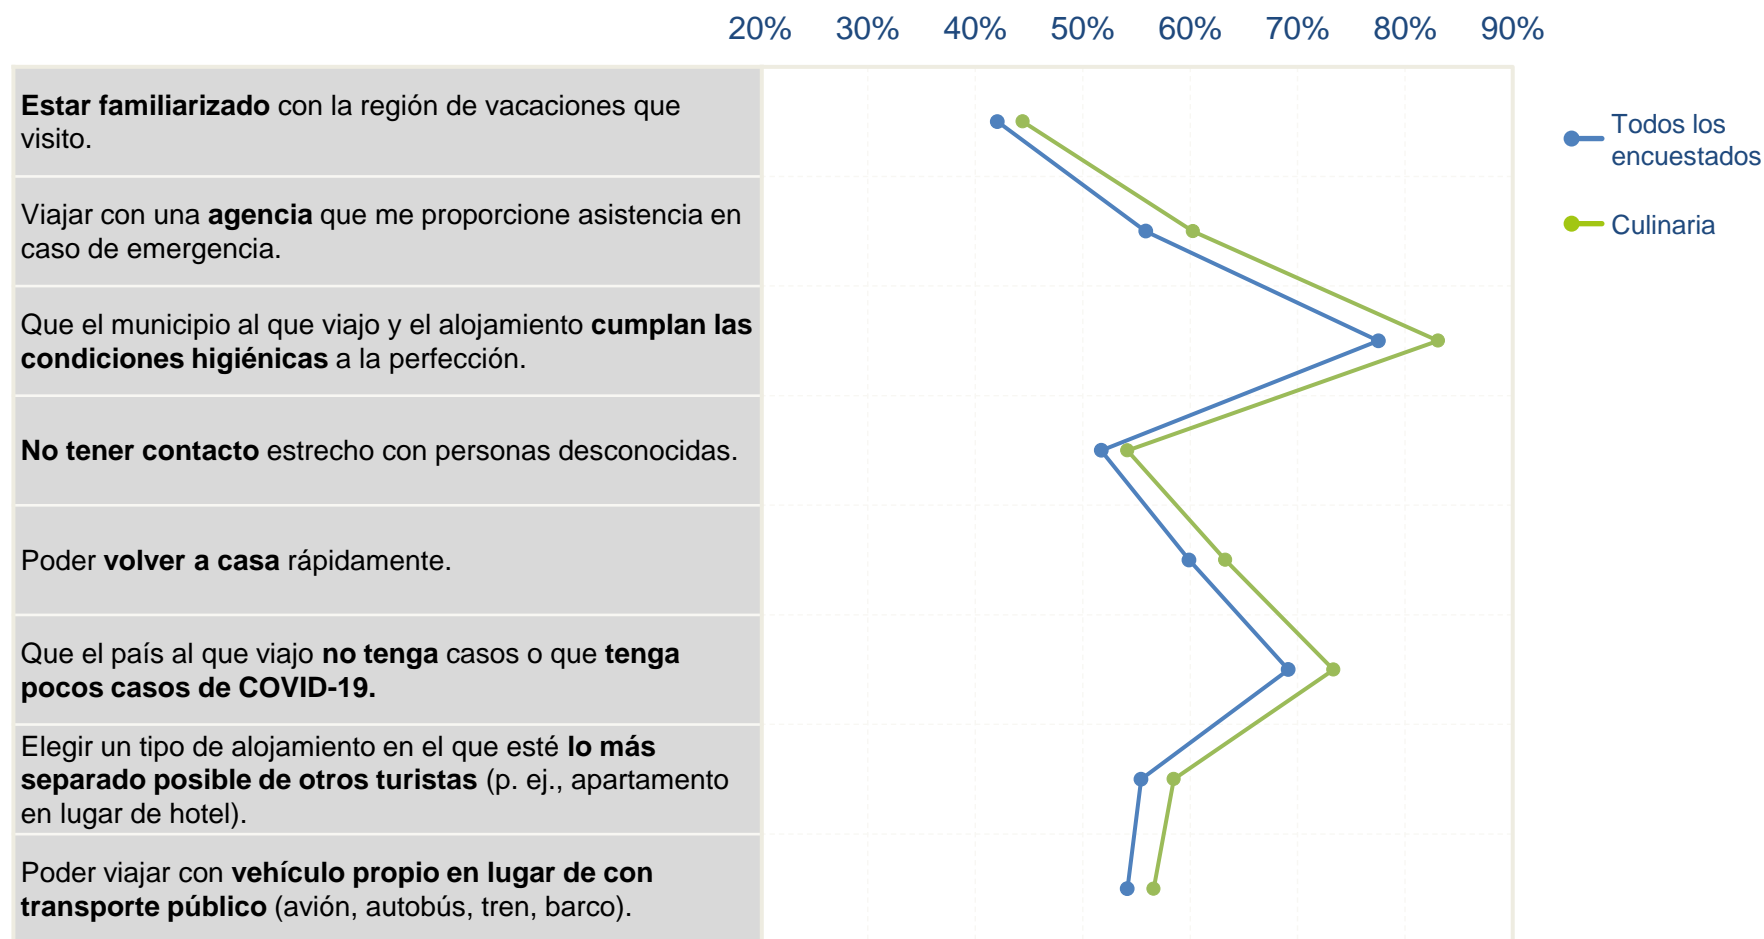 20% 30% 40% 50% 60% 70% 80% 90%
Estar familiarizado con la región de vacaciones que
visito.
Viajar con una agencia que me proporcione asistencia en
caso de emergencia.
Que el municipio al que viajo y el alojamiento cumplan las
condiciones higiénicas a la perfección.
No tener contacto estrecho con personas desconocidas.
Poder volver a casa rápidamente.
Que el país al que viajo no tenga casos o que tenga
pocos casos de COVID-19.
Elegir un tipo de alojamiento en el que esté lo más
separado posible de otros turistas (p. ej., apartamento
en lugar de hotel).
Poder viajar con vehículo propio en lugar de con
transporte público (avión, autobús, tren, barco).
Todos los
encuestados
Culinaria